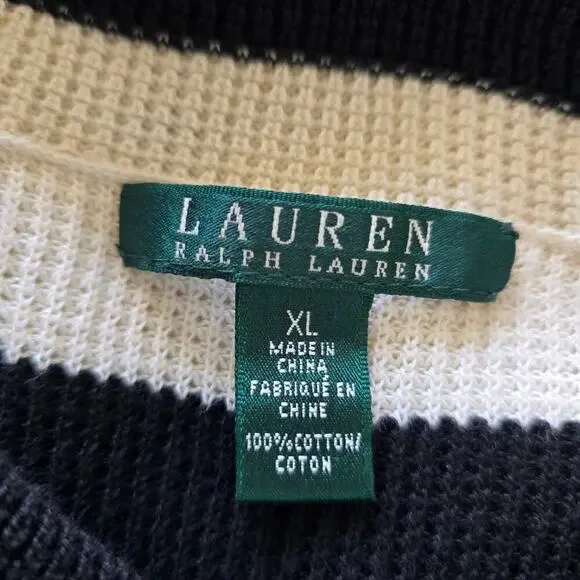 LAUREN
RALPH LAUREN
XL
MADE IN
CHINA
FABRIQUÉ EN
CHINE
100%COTTON/
COTON